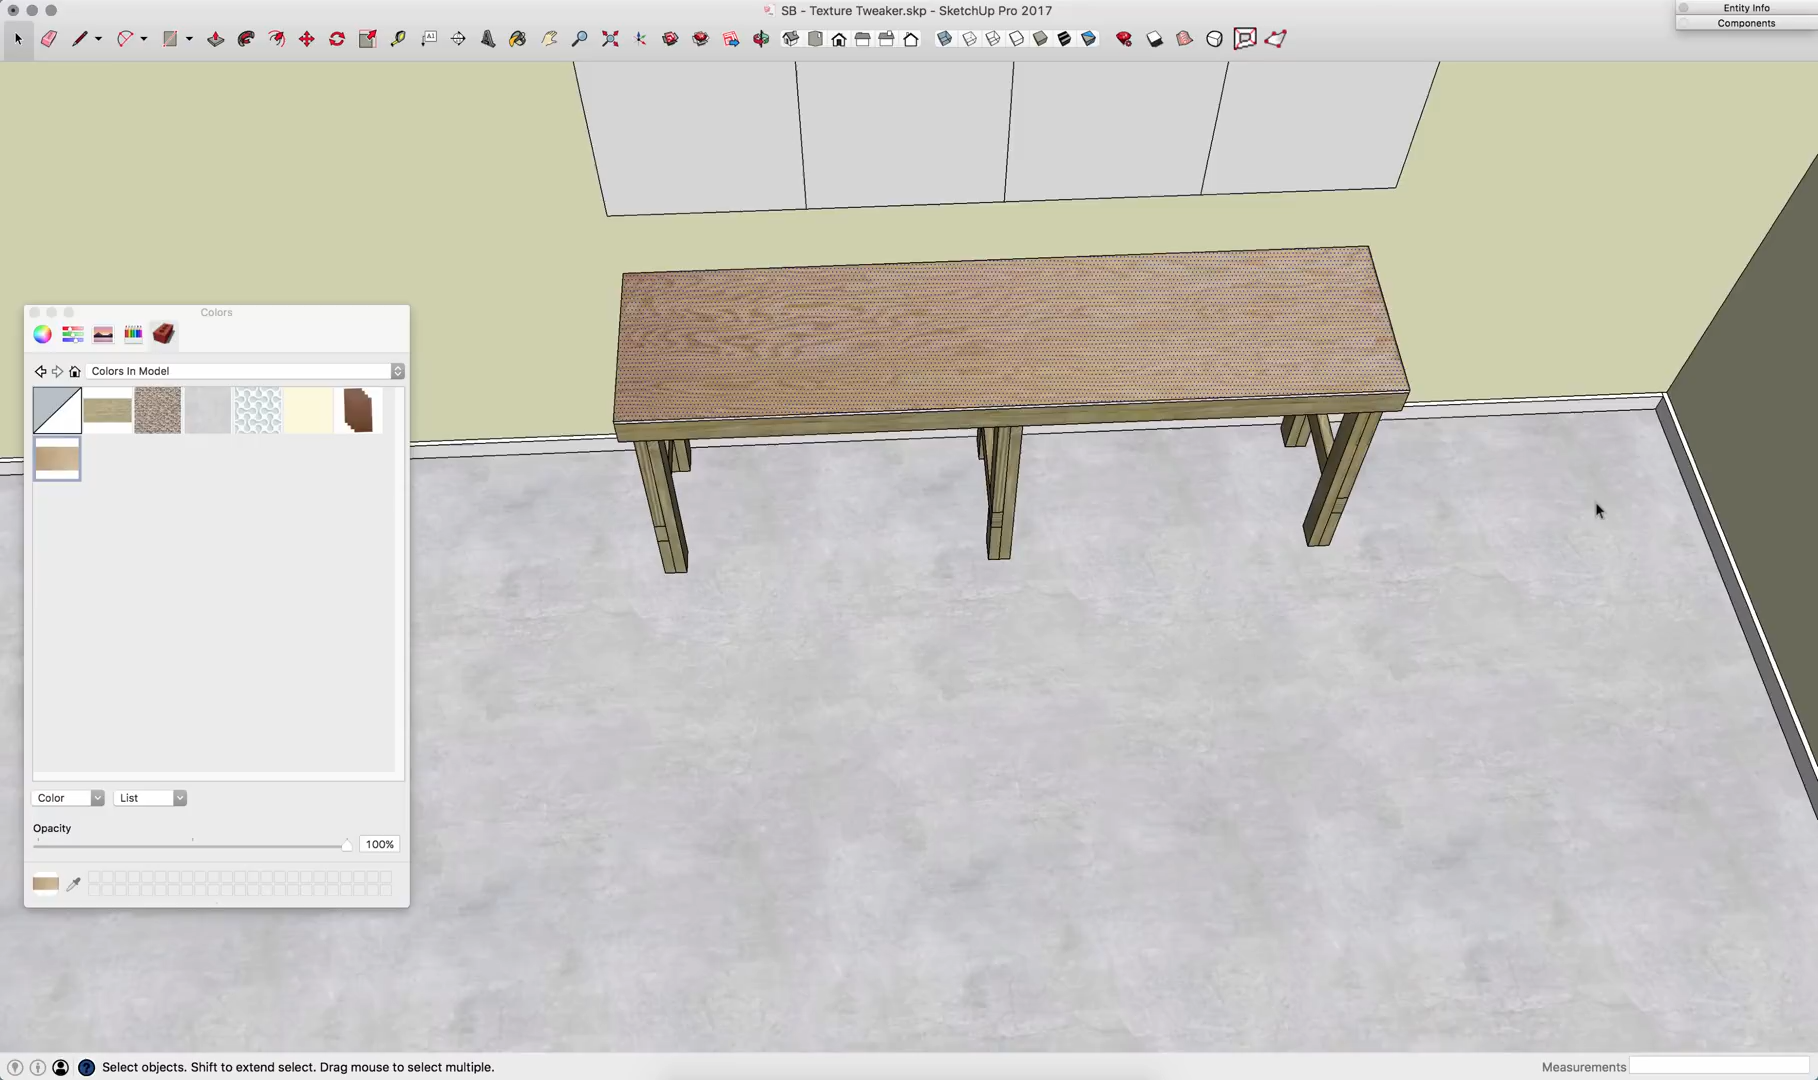 SB - Texture Tweaker.skp - SketchUp Pro 2017
Entity Info
Components
A1
Colors
Colors In Model
Color
List
Opacity
100%
Select objects. Shift to extend select. Drag mouse to select multiple.
Measurements